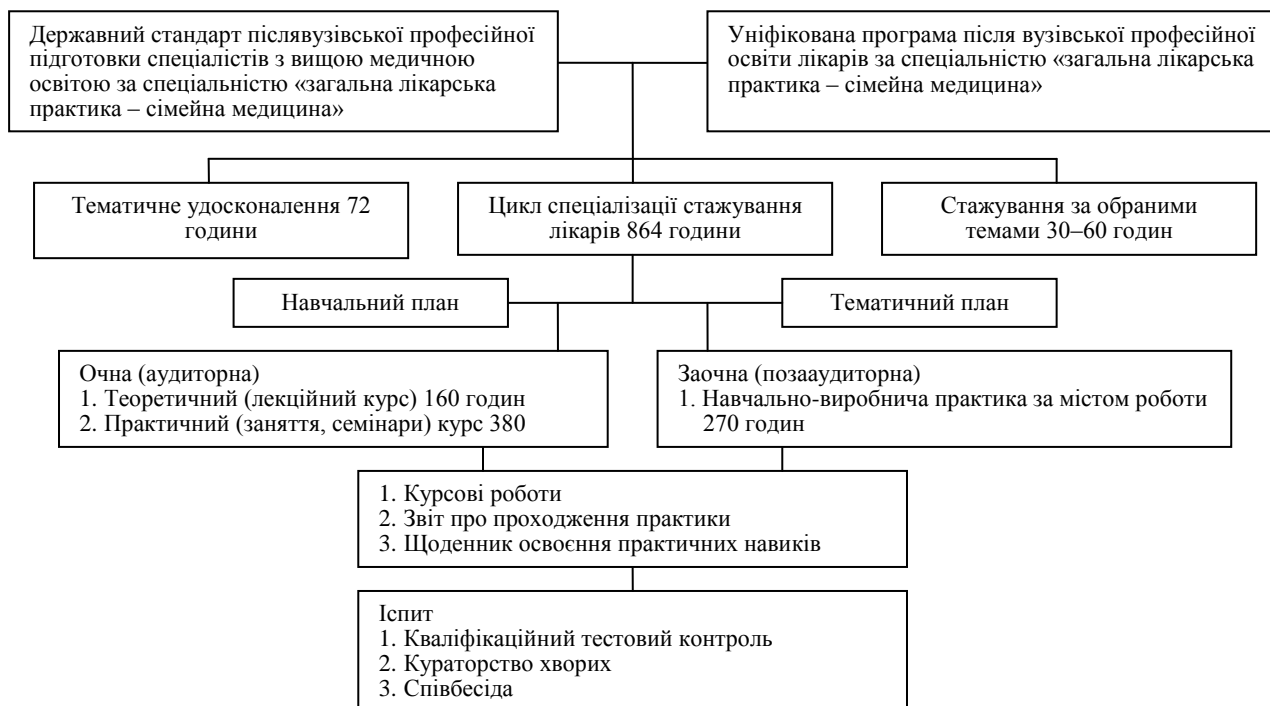 Державний стандарт післявузівської професійної
підготовки спеціалістів з вищою медичною
освітою за спеціальністю «загальна лікарська
практика – сімейна медицина»
Уніфікована програма після вузівської професійної
освіти лікарів за спеціальністю «загальна лікарська
практика – сімейна медицина»
Тематичне удосконалення 72
години
Цикл спеціалізації стажування
лікарів 864 години
Стажування за обраними
темами 30–60 годин
Навчальний план
Тематичний план
Очна (аудиторна)
1. Теоретичний (лекційний курс) 160 годин
2. Практичний (заняття, семінари) курс 380
Заочна (позааудиторна)
1. Навчально-виробнича практика за містом роботи
270 годин
1. Курсові роботи
2. Звіт про проходження практики
3. Щоденник освоєння практичних навиків
Іспит
1. Кваліфікаційний тестовий контроль
2. Кураторство хворих
3. Співбесіда